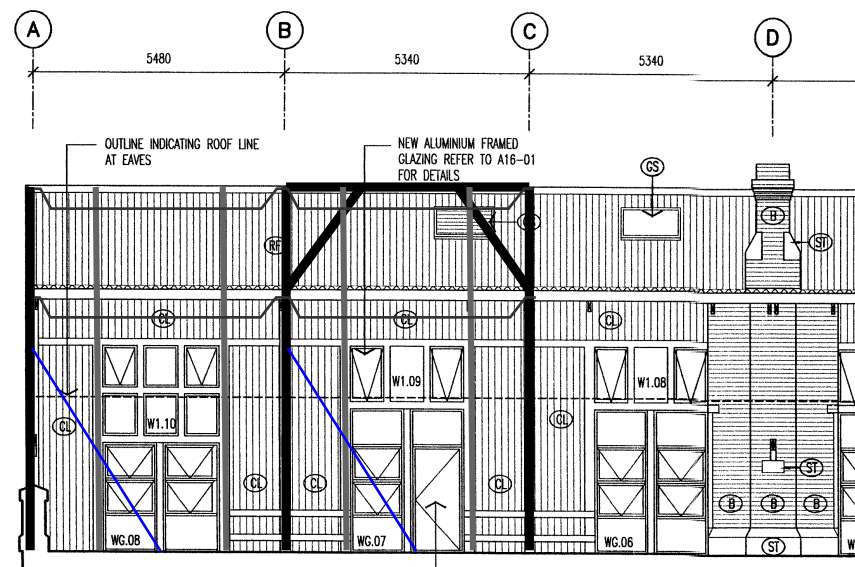 A
B
C
D
5480
5340
5340
OUTLINE INDICATING ROOF LINE
AT EAVES
NEW ALUMINIUM FRAMED
GLAZING REFER TO A16-01
FOR DETAILS
GS
B
RF
ST
CL
CL
CL
W1.09
W1.08
W1.10
CL
CL
CL
CL
CL
ST
B
B
B
WG.08
WG.07
WG.06
W
ST